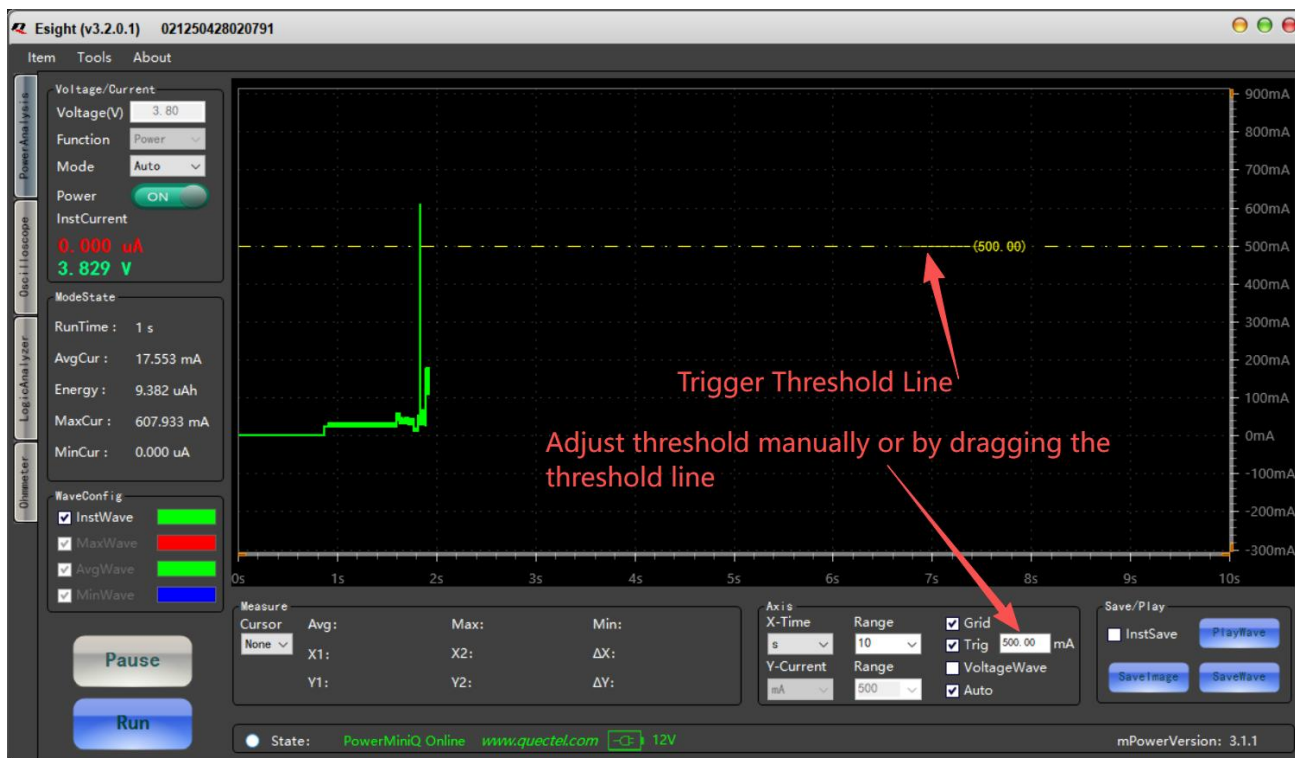 Esight (v3.2.0.1) 021250428020791
Item Tools About
PowerAnalysis
Oscilloscope
LogicAnalyzer
Ohmmeter
Voltage/Current
Voltage(V) 3.80
Function Power
Mode Auto
Power ON
InstCurrent
0.000 uA
3.829 V
ModeState
RunTime : 1 s
AvgCur : 17.553 mA
Energy : 9.382 uAh
MaxCur : 607.933 mA
MinCur : 0.000 uA
WaveConfig
InstWave
MaxWave
AvgWave
MinWave
Pause
Run
900mA
800mA
700mA
600mA
(500.00) 500mA
400mA
300mA
200mA
100mA
0mA
-100mA
-200mA
-300mA
Trigger Threshold Line
Adjust threshold manually or by dragging the
threshold line
0s 1s 2s 3s 4s 5s 6s 7s 8s 9s 10s
Measure
Cursor Avg: Max: Min:
None X1: X2: ΔX:
Y1: Y2: ΔY:
Axis
X-Time Range Grid
s 10 Trig 500.00 mA
Y-Current Range VoltageWave
mA 500 Auto
Save/Play
InstSave PlayWave
SaveImage SaveWave
State: PowerMiniQ Online www.quectel.com 12V mPowerVersion: 3.1.1